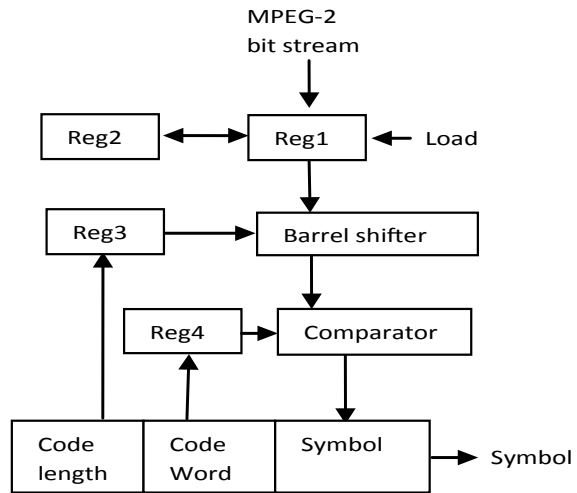 MPEG-2
bit stream
Reg2
Reg1
Load
Reg3
Barrel shifter
Reg4
Comparator
Code
length
Code
Word
Symbol
Symbol